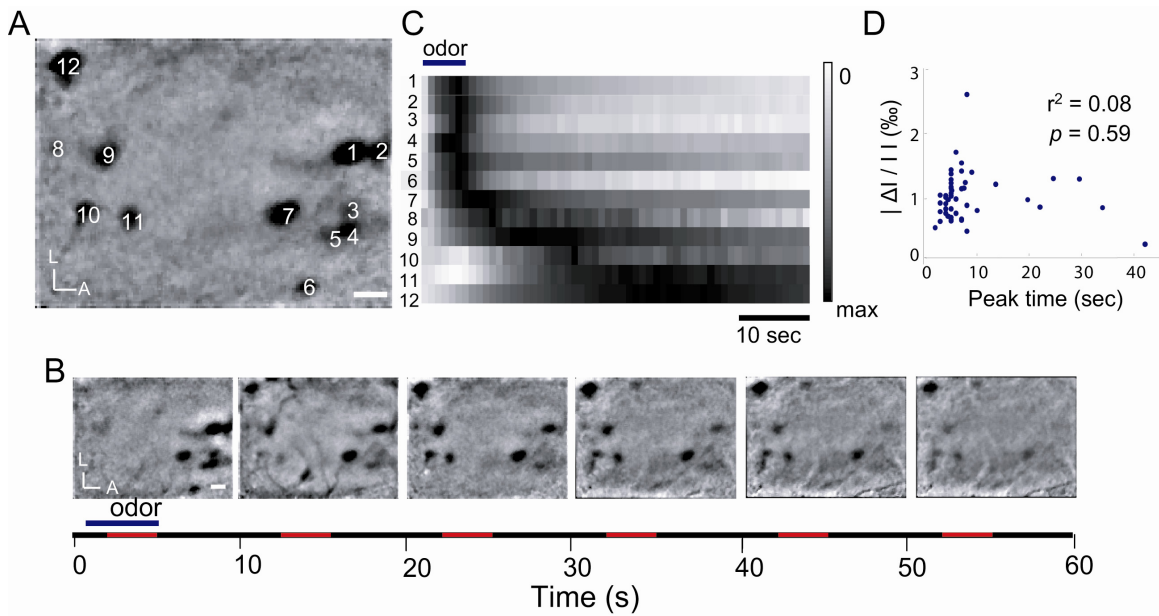 A
12
8
9
1
2
10
11
7
3
5
4
6
L
A
C
odor
1
2
3
4
5
6
7
8
9
10
11
12
0
max
10 sec
D
| ΔI / I | (‰)
3
2
1
0
r² = 0.08
p = 0.59
0
10
20
30
40
Peak time (sec)
B
L
A
odor
0
10
20
30
40
50
60
Time (s)